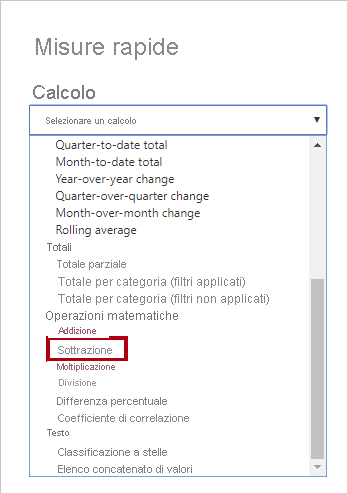 Misure rapide
Calcolo
Selezionare un calcolo
Quarter-to-date total
Month-to-date total
Year-over-year change
Quarter-over-quarter change
Month-over-month change
Rolling average
Totali
Totale parziale
Totale per categoria (filtri applicati)
Totale per categoria (filtri non applicati)
Operazioni matematiche
Addizione
Sottrazione
Moltiplicazione
Divisione
Differenza percentuale
Coefficiente di correlazione
Testo
Classificazione a stelle
Elenco concatenato di valori